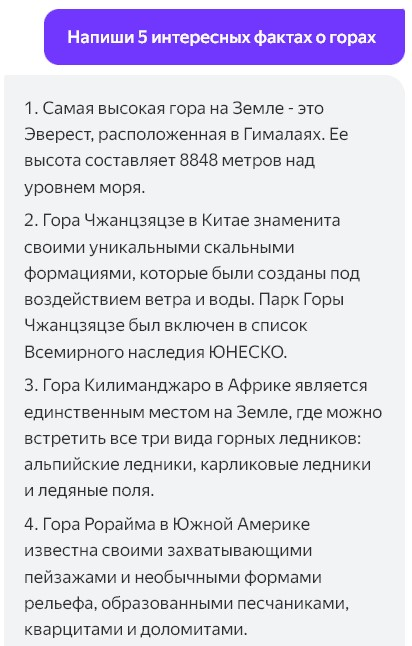 Напиши 5 интересных фактах о горах
1. Самая высокая гора на Земле - это
Эверест, расположенная в Гималаях. Ее
высота составляет 8848 метров над
уровнем моря.
2. Гора Чжанцзяцзе в Китае знаменита
своими уникальными скальными
формациями, которые были созданы под
воздействием ветра и воды. Парк Горы
Чжанцзяцзе был включен в список
Всемирного наследия ЮНЕСКО.
3. Гора Килиманджаро в Африке является
единственным местом на Земле, где можно
встретить все три вида горных ледников:
альпийские ледники, карликовые ледники
и ледяные поля.
4. Гора Рорайма в Южной Америке
известна своими захватывающими
пейзажами и необычными формами
рельефа, образованными песчаниками,
кварцитами и доломитами.